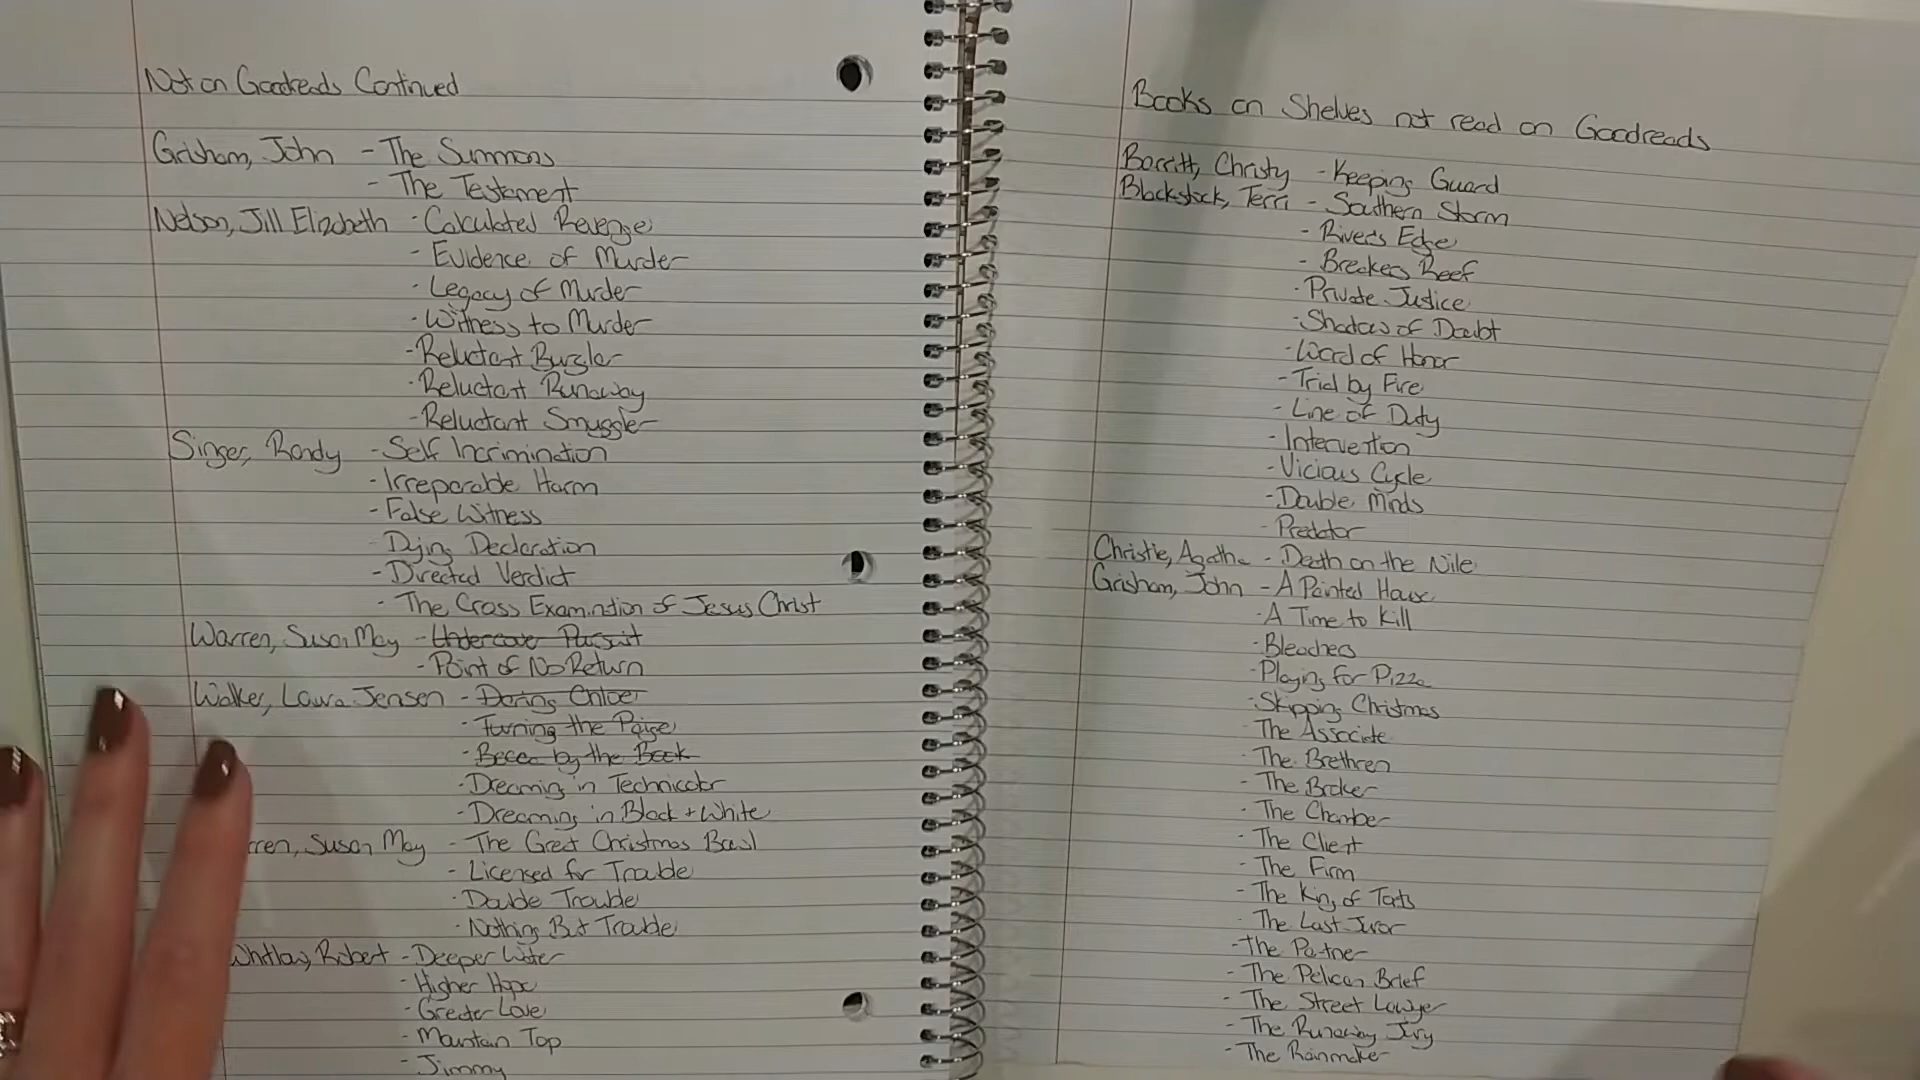 Not on Goodreads Continued
Grisham, John - The Summons
- The Testament
Nelson, Jill Elizabeth - Calculated Revenge
- Evidence of Murder
- Legacy of Murder
- Witness to Murder
- Reluctant Burglar
- Reluctant Runaway
- Reluctant Smuggler
Singer, Randy - Self Incrimination
- Irreparable Harm
- False Witness
Dying Declaration
- Directed Verdict
- The Cross Examination of Jesus Christ
Warren, Susan May - Undercover Pursuit
- Point of No Return
Walker, Laura Jensen - Daring Chloe
- Turning the Paige
- Becca by the Book
- Dreaming in Technicolor
- Dreaming in Black + White
rren, Susan May - The Great Christmas Bowl
- Licensed for Trouble
- Double Trouble
- Nothing But Trouble
Whitlow, Robert - Deeper Water
- Higher Hope
- Greater Love
- Mountain Top
- Jimmy
Books on Shelves not read on Goodreads
Barritt, Christy - Keeping Guard
Blackstock, Terri - Southern Storm
- River's Edge
- Breakers Reef
- Private Justice
- Shadow of Doubt
- Word of Honor
- Trial by Fire
- Line of Duty
- Intervention
- Vicious Cycle
- Double Minds
- Predator
Christie, Agatha - Death on the Nile
Grisham, John - A Painted House
- A Time to Kill
- Bleachers
- Playing for Pizza
- Skipping Christmas
- The Associate
- The Brethren
- The Broker
- The Chamber
- The Client
- The Firm
- The King of Torts
- The Last Juror
- The Partner
- The Pelican Brief
- The Street Lawyer
- The Runaway Jury
- The Rainmaker